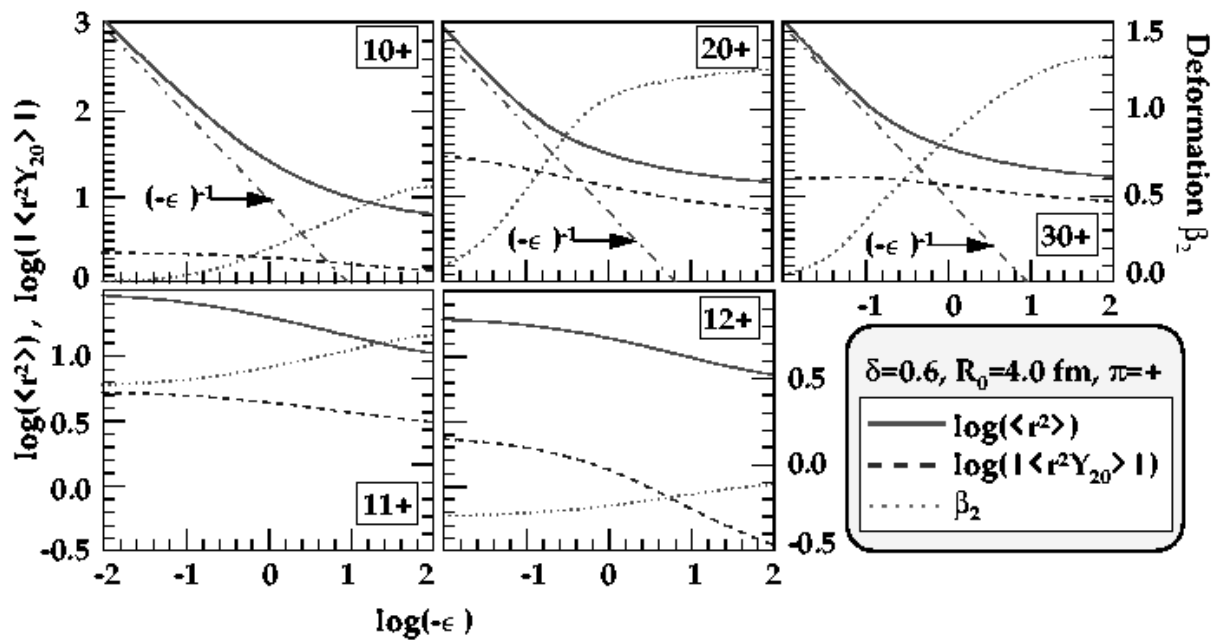 log(<r²>), log(|<r²Y₂₀>|)
3
2
1
0
10+
(-ϵ )r-1
20+
(-ϵ )r-1
30+
(-ϵ )r-1
1.5
1.0
0.5
0.0
Deformation β₂
-1 0 1 2
1.0
0.5
0.0
-0.5
11+
12+
0.5
0.0
-0.5
-2 -1 0 1 2
-1 0 1 2
log(-ϵ )
δ=0.6, R₀=4.0 fm, π=+
log(<r²>)
log(|<r²Y₂₀>|)
β₂